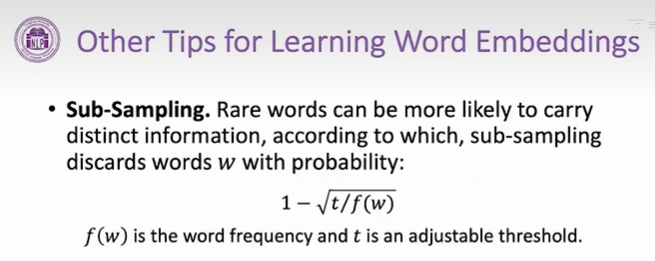 NLP
Other Tips for Learning Word Embeddings
• Sub-Sampling. Rare words can be more likely to carry
distinct information, according to which, sub-sampling
discards words w with probability:
1 − √t/f(w)
f(w) is the word frequency and t is an adjustable threshold.